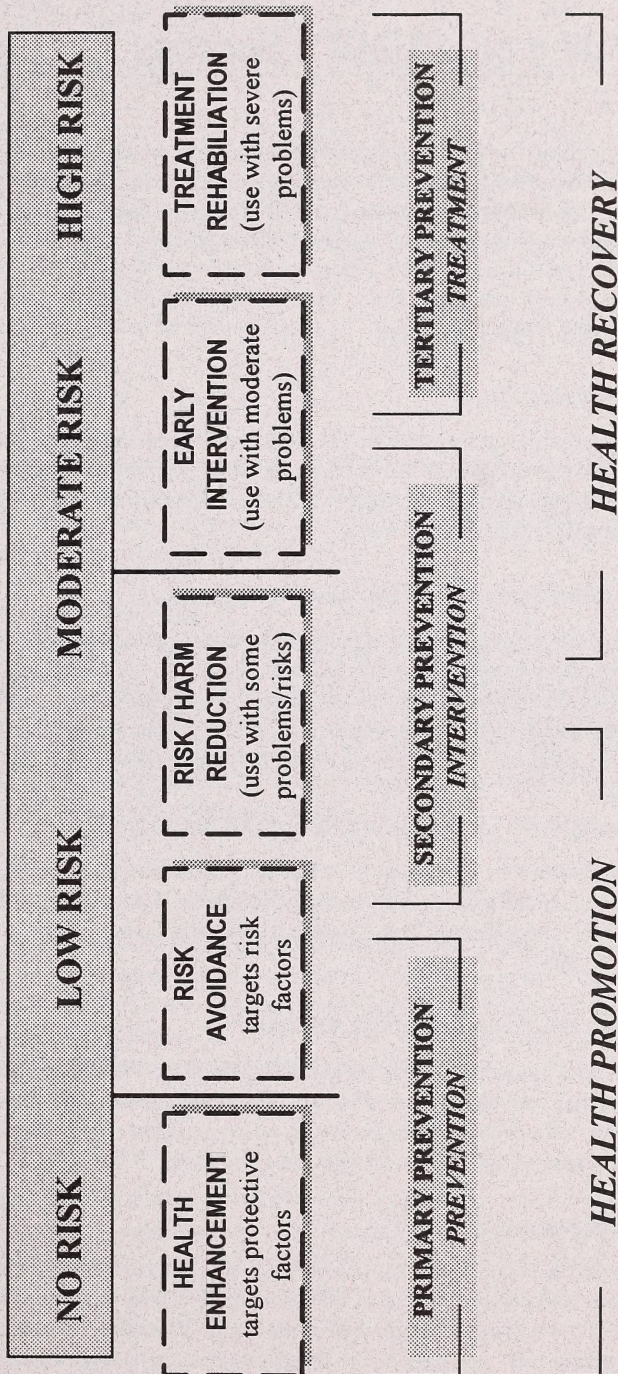 NO RISK LOW RISK MODERATE RISK HIGH RISK
HEALTH
ENHANCEMENT
targets protective
factors
RISK
AVOIDANCE
targets risk
factors
RISK / HARM
REDUCTION
(use with some
problems/risks)
EARLY
INTERVENTION
(use with moderate
problems)
TREATMENT
REHABILIATION
(use with severe
problems)
PRIMARY PREVENTION
PREVENTION
SECONDARY PREVENTION
INTERVENTION
TERTIARY PREVENTION
TREATMENT
HEALTH PROMOTION
HEALTH RECOVERY